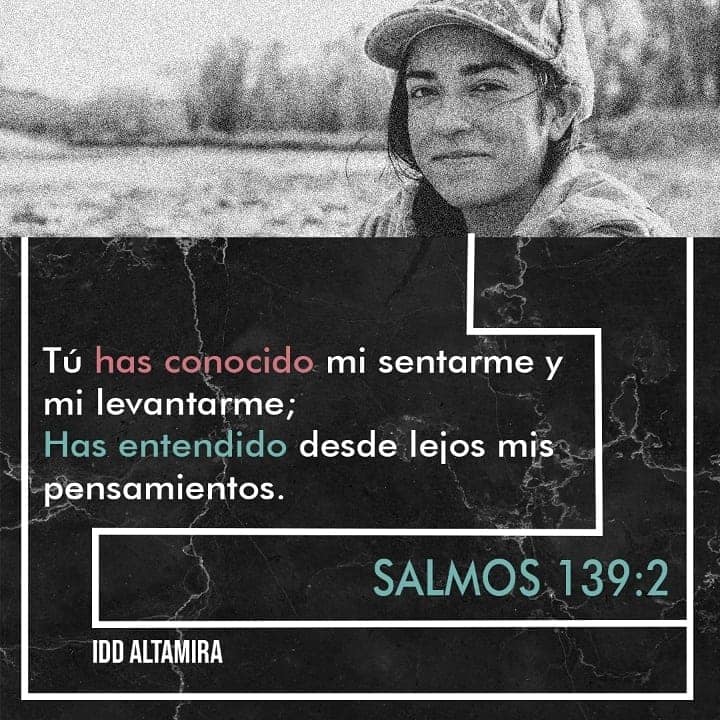 Tú has conocido mi sentarme y
mi levantarme;
Has entendido desde lejos mis
pensamientos.
SALMOS 139:2
IDD ALTAMIRA